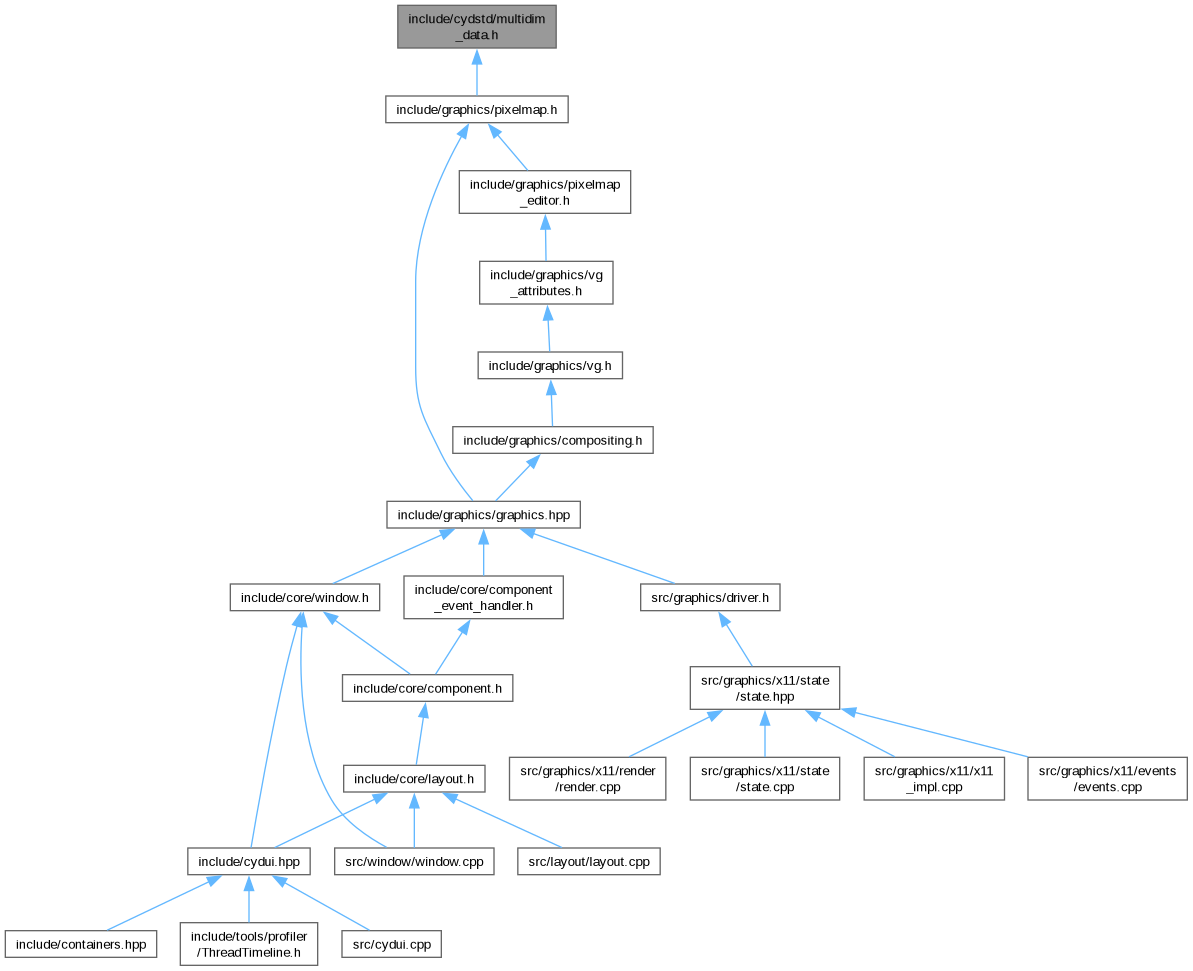 include/cydstd/multidim
_data.h
include/graphics/pixelmap.h
include/graphics/pixelmap
_editor.h
include/graphics/vg
_attributes.h
include/graphics/vg.h
include/graphics/compositing.h
include/graphics/graphics.hpp
include/core/window.h
include/core/component
_event_handler.h
src/graphics/driver.h
include/core/component.h
src/graphics/x11/state
/state.hpp
include/core/layout.h
src/graphics/x11/render
/render.cpp
src/graphics/x11/state
/state.cpp
src/graphics/x11/x11
_impl.cpp
src/graphics/x11/events
/events.cpp
include/cydui.hpp
src/window/window.cpp
src/layout/layout.cpp
include/containers.hpp
include/tools/profiler
/ThreadTimeline.h
src/cydui.cpp